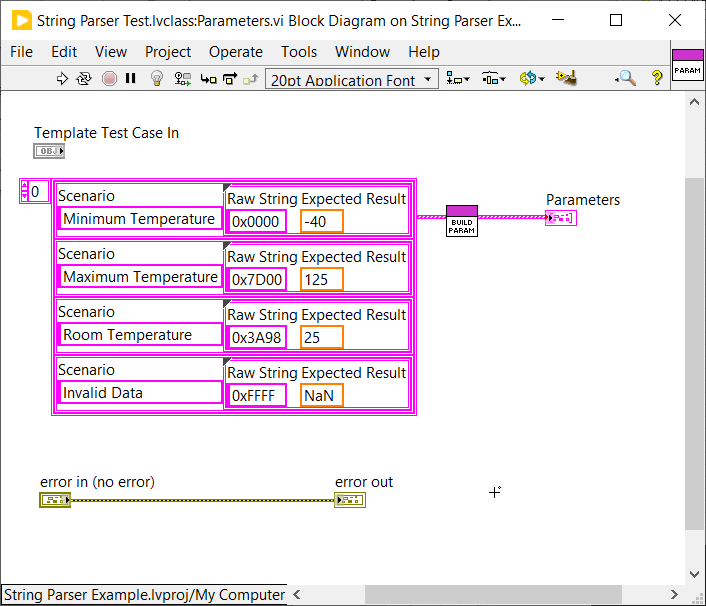 String Parser Test.lvclass:Parameters.vi Block Diagram on String Parser Ex...
File Edit View Project Operate Tools Window Help
20pt Application Font
?
PARAM
Template Test Case In
OBJ
0
Scenario
Raw String Expected Result
Minimum Temperature 0x0000 -40
Scenario
Raw String Expected Result
Maximum Temperature 0x7D00 125
Scenario
Raw String Expected Result
Room Temperature 0x3A98 25
Scenario
Raw String Expected Result
Invalid Data 0xFFFF NaN
BUILD
PARAM
Parameters
error in (no error)
error out
String Parser Example.lvproj/My Computer